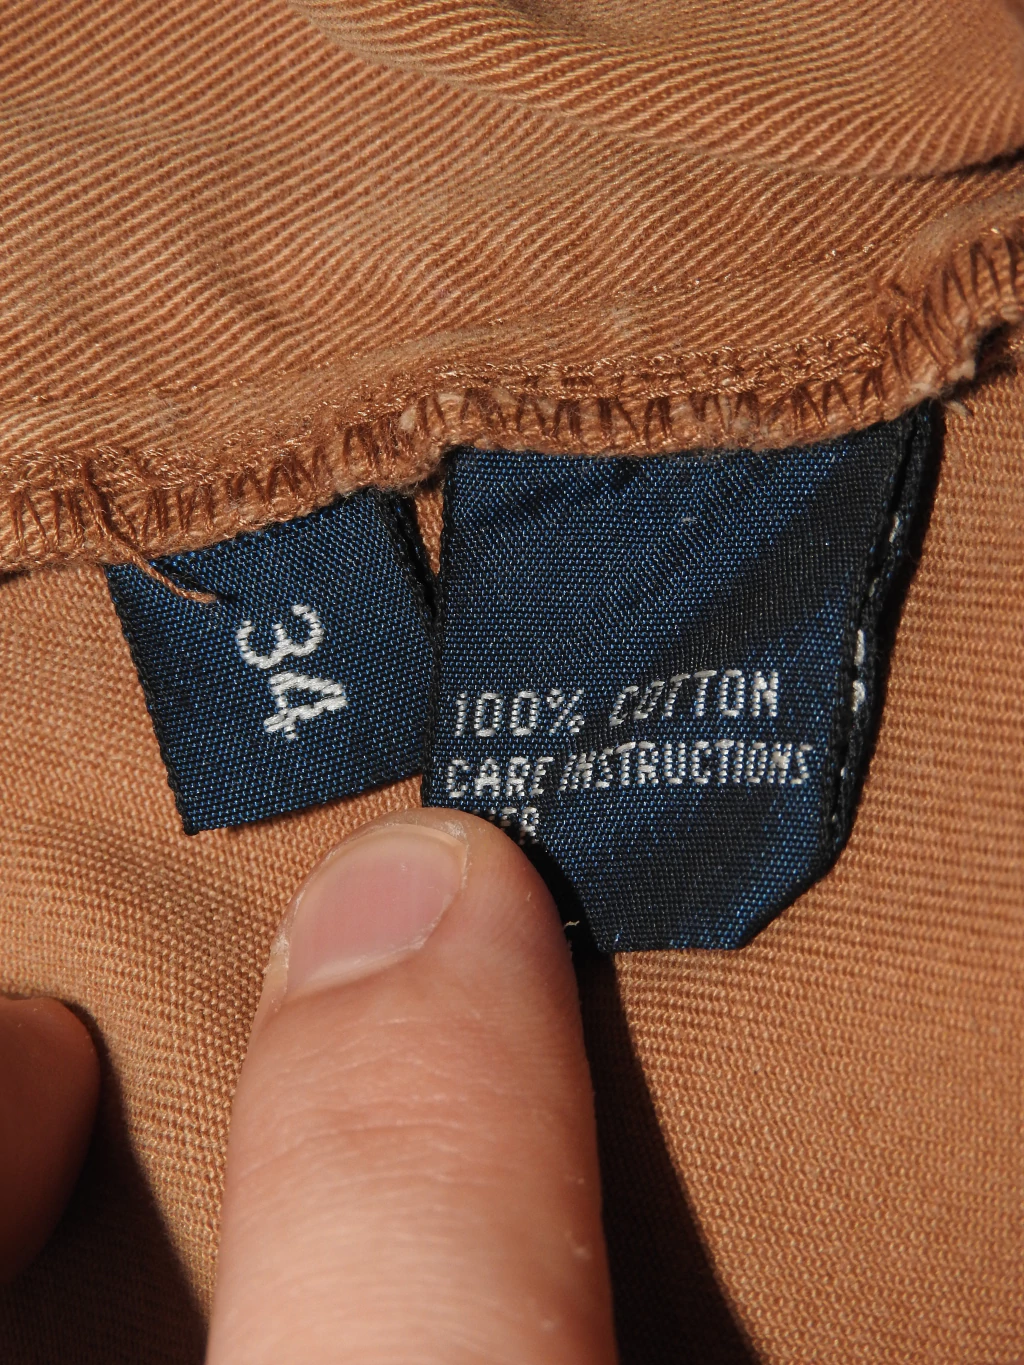 34
100% COTTON
CARE INSTRUCTIONS